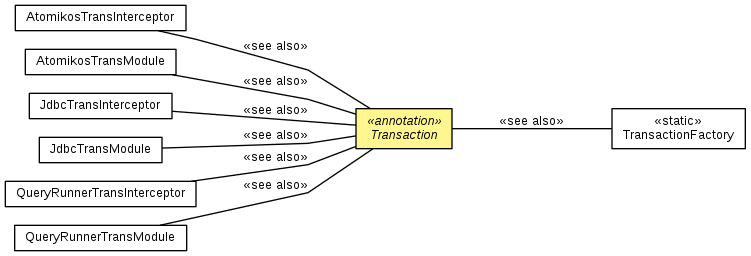 AtomikosTransInterceptor
«see also»
AtomikosTransModule
«see also»
JdbcTransInterceptor
«see also»
«annotation»
Transaction
«see also»
«static»
TransactionFactory
JdbcTransModule
«see also»
QueryRunnerTransInterceptor
«see also»
QueryRunnerTransModule
«see also»